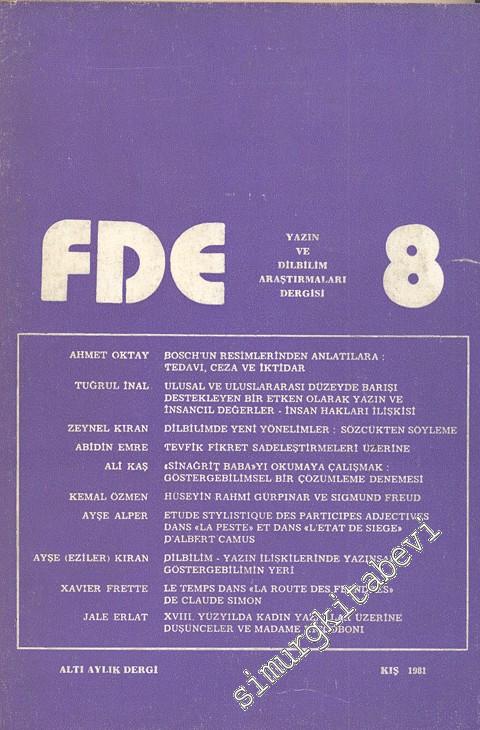 FDE
YAZIN
VE
DİLBİLİM
ARAŞTIRMALARI
DERGİSİ
8
AHMET OKTAY BOSCH'UN RESİMLERİNDEN ANLATILARA :
TEDAVI, CEZA VE İKTİDAR
TUĞRUL İNAL ULUSAL VE ULUSLARARASI DÜZEYDE BARIŞI
DESTEKLEYEN BİR ETKEN OLARAK YAZIN VE
İNSANCIL DEĞERLER - İNSAN HAKLARI İLİŞKİSİ
ZEYNEL KIRAN DİLBİLİMDE YENİ YÖNELİMLER : SÖZCÜKTEN SÖYLEME
ABİDİN EMRE TEVFİK FİKRET SADELEŞTİRMELERİ ÜZERİNE
ALİ KAŞ «SİNAĞRİT BABA»YI OKUMAYA ÇALIŞMAK :
GÖSTERGEBİLİMSEL BİR ÇÖZÜMLEME DENEMESİ
KEMAL ÖZMEN HÜSEYİN RAHMİ GÜRPINAR VE SIGMUND FREUD
AYŞE ALPER ETUDE STYLISTIQUE DES PARTICIPES ADJECTIVES
DANS «LA PESTE» ET DANS «L'ETAT DE SIEGE»
D'ALBERT CAMUS
AYŞE (EZİLER) KIRAN DİLBİLİM - YAZIN İLİŞKİLERİNDE YAZINSAL
GÖSTERGEBİLİMİN YERİ
XAVIER FRETTE LE TEMPS DANS «LA ROUTE DES
DE CLAUDE SIMON
JALE ERLAT XVIII. YÜZYILDA KADIN YAZARLAR ÜZERİNE
DÜŞÜNCELER VE MADAME
ALTI AYLIK DERGİ
KIŞ 1981
simurgkitabevi